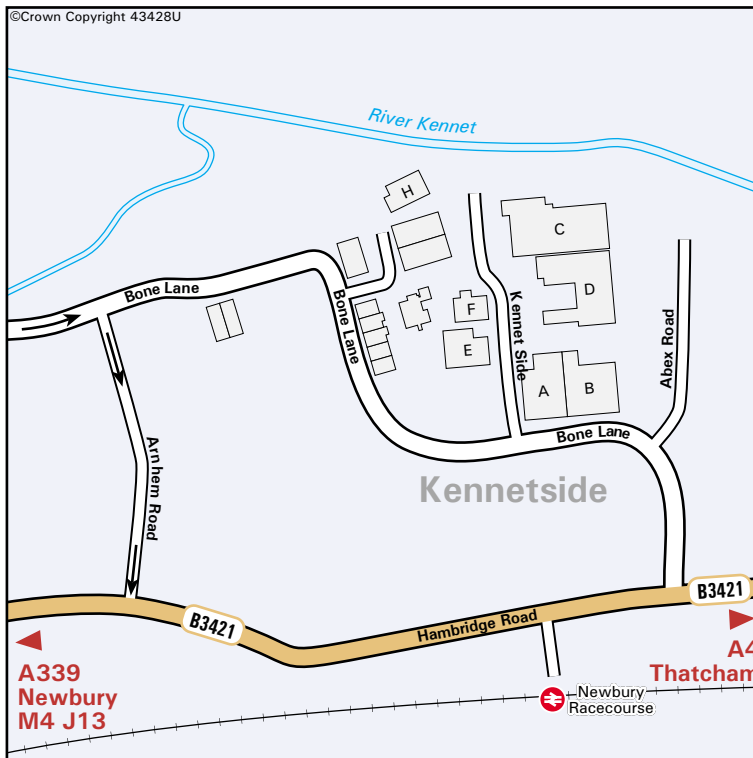 ©Crown Copyright 43428U
River Kennet
H
C
Bone Lane
D
Bone Lane
F
Kennet Side
Abex Road
E
A
B
Bone Lane
Arnhem Road
Kennetside
B3421
B3421
Hambridge Road
A339
Newbury
M4 J13
A4
Thatcham
Newbury
Racecourse